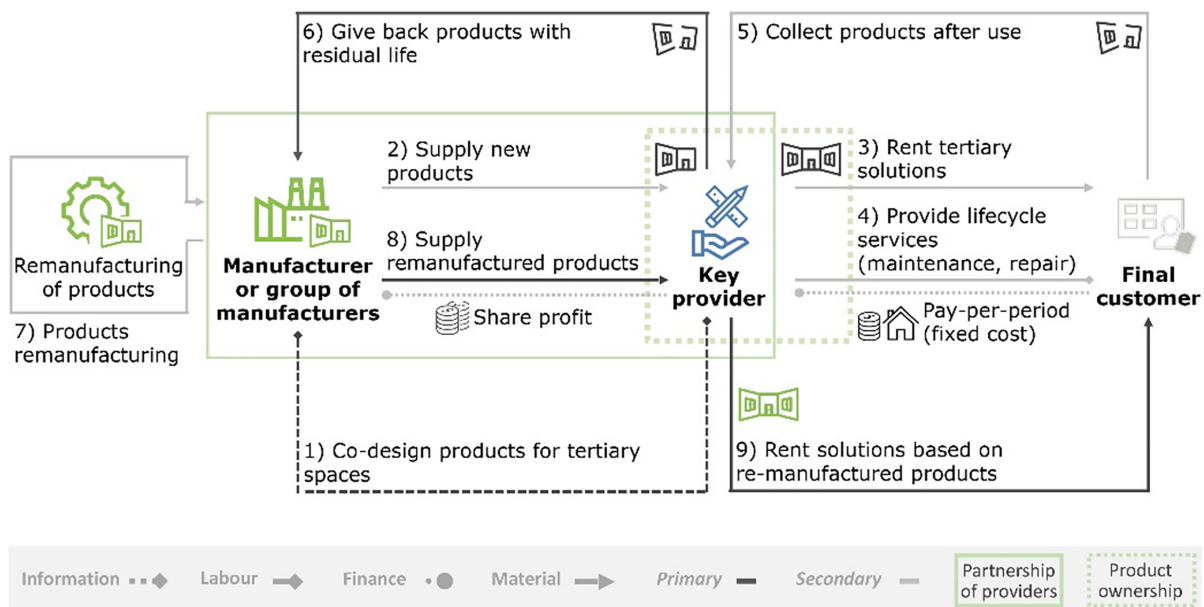 6) Give back products with
residual life
5) Collect products after use
2) Supply new
products
3) Rent tertiary
solutions
8) Supply
remanufactured products
4) Provide lifecycle
services
(maintenance, repair)
Remanufacturing
of products
Manufacturer
or group of
manufacturers
Key
provider
Final
customer
7) Products
remanufacturing
Share profit
Pay-per-period
(fixed cost)
1) Co-design products for tertiary
spaces
9) Rent solutions based on
re-manufactured products
Information
Labour
Finance
Material
Primary
Secondary
Partnership
of providers
Product
ownership